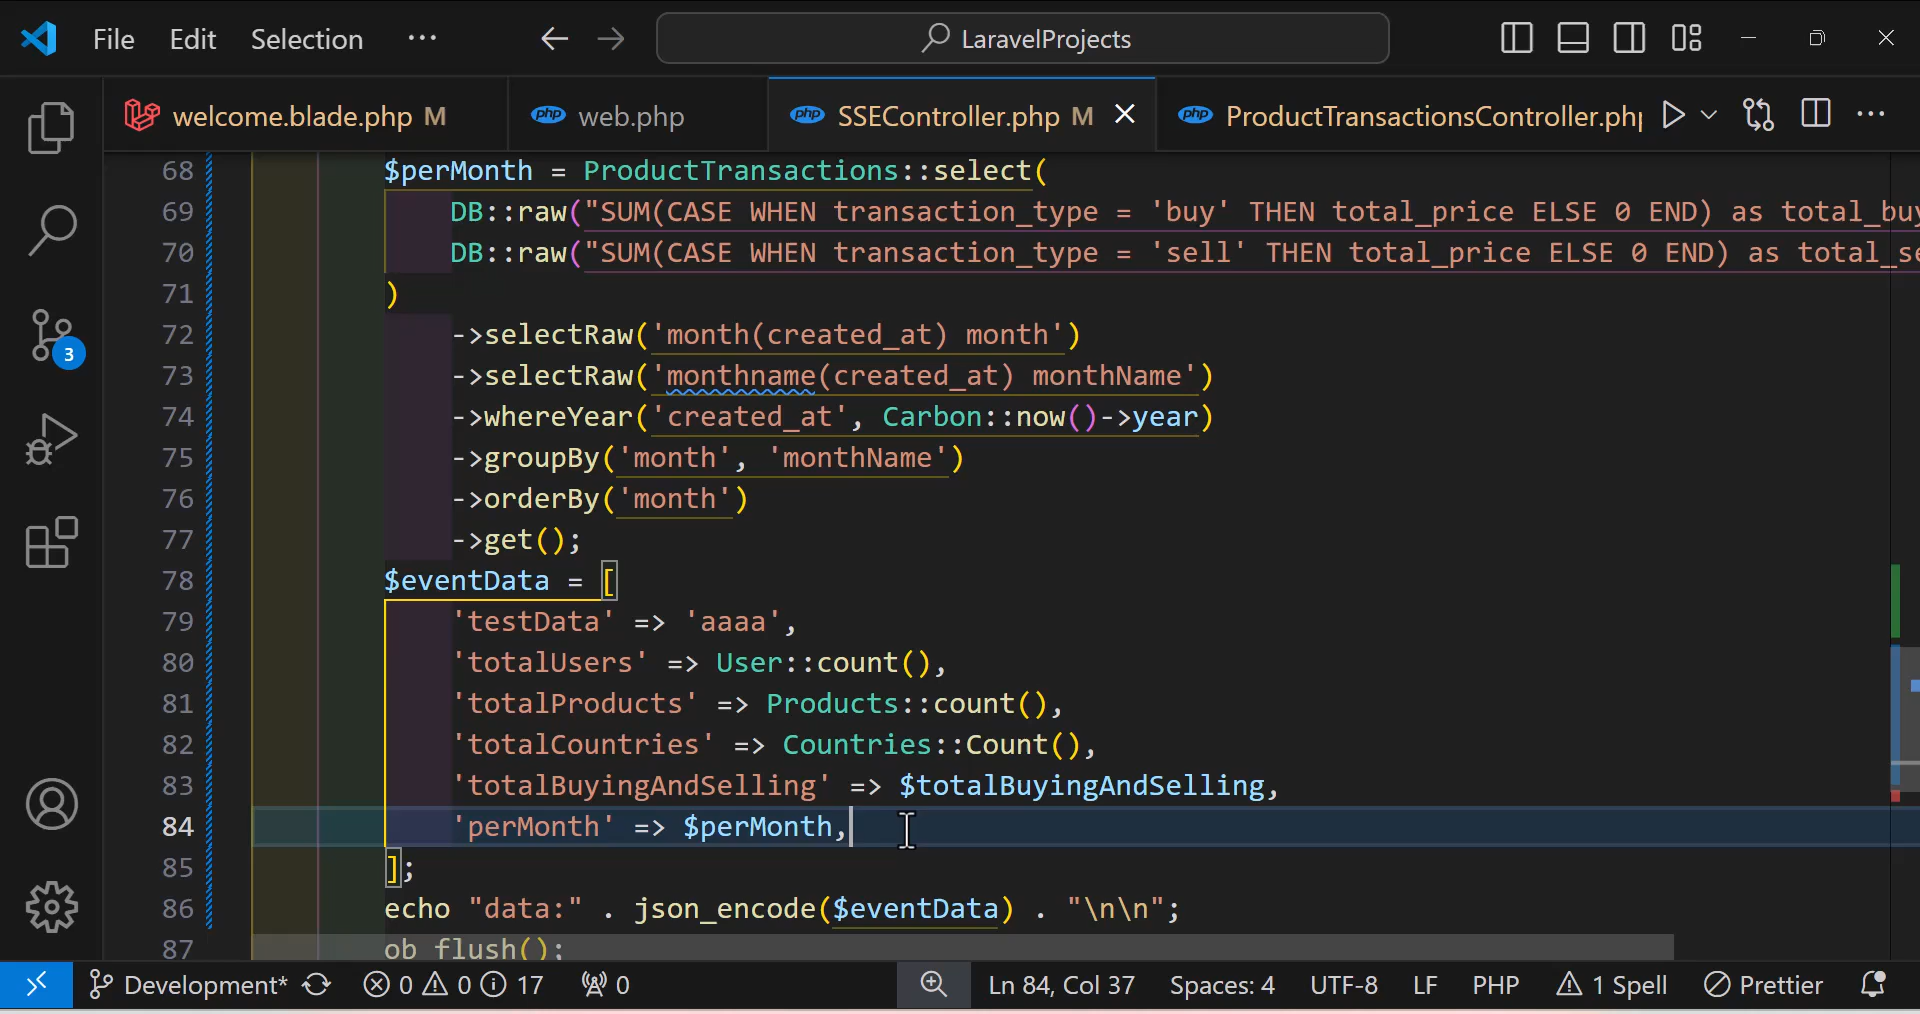 File Edit Selection ··· LaravelProjects
welcome.blade.php M php web.php php SSEController.php M php ProductTransactionsController.php
68 $perMonth = ProductTransactions::select(
69 DB::raw("SUM(CASE WHEN transaction_type = 'buy' THEN total_price ELSE 0 END) as total_buy
70 DB::raw("SUM(CASE WHEN transaction_type = 'sell' THEN total_price ELSE 0 END) as total_se
71 )
72 ->selectRaw('month(created_at) month')
73 ->selectRaw('monthname(created_at) monthName')
74 ->whereYear('created_at', Carbon::now()->year)
75 ->groupBy('month', 'monthName')
76 ->orderBy('month')
77 ->get();
78 $eventData = [
79 'testData' => 'aaaa',
80 'totalUsers' => User::count(),
81 'totalProducts' => Products::count(),
82 'totalCountries' => Countries::Count(),
83 'totalBuyingAndSelling' => $totalBuyingAndSelling,
84 'perMonth' => $perMonth,
85 ];
86 echo "data:" . json_encode($eventData) . "\n\n";
87 ob_flush();
3
Development* 0 0 17 0 Ln 84, Col 37 Spaces: 4 UTF-8 LF PHP 1 Spell Prettier